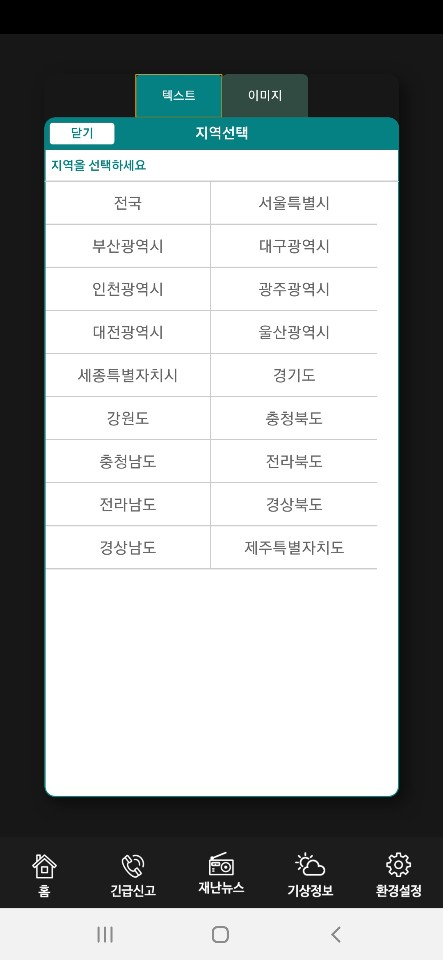 텍스트 이미지
닫기 지역선택
지역을 선택하세요
전국 서울특별시
부산광역시 대구광역시
인천광역시 광주광역시
대전광역시 울산광역시
세종특별자치시 경기도
강원도 충청북도
충청남도 전라북도
전라남도 경상북도
경상남도 제주특별자치도
홈 긴급신고 재난뉴스 기상정보 환경설정